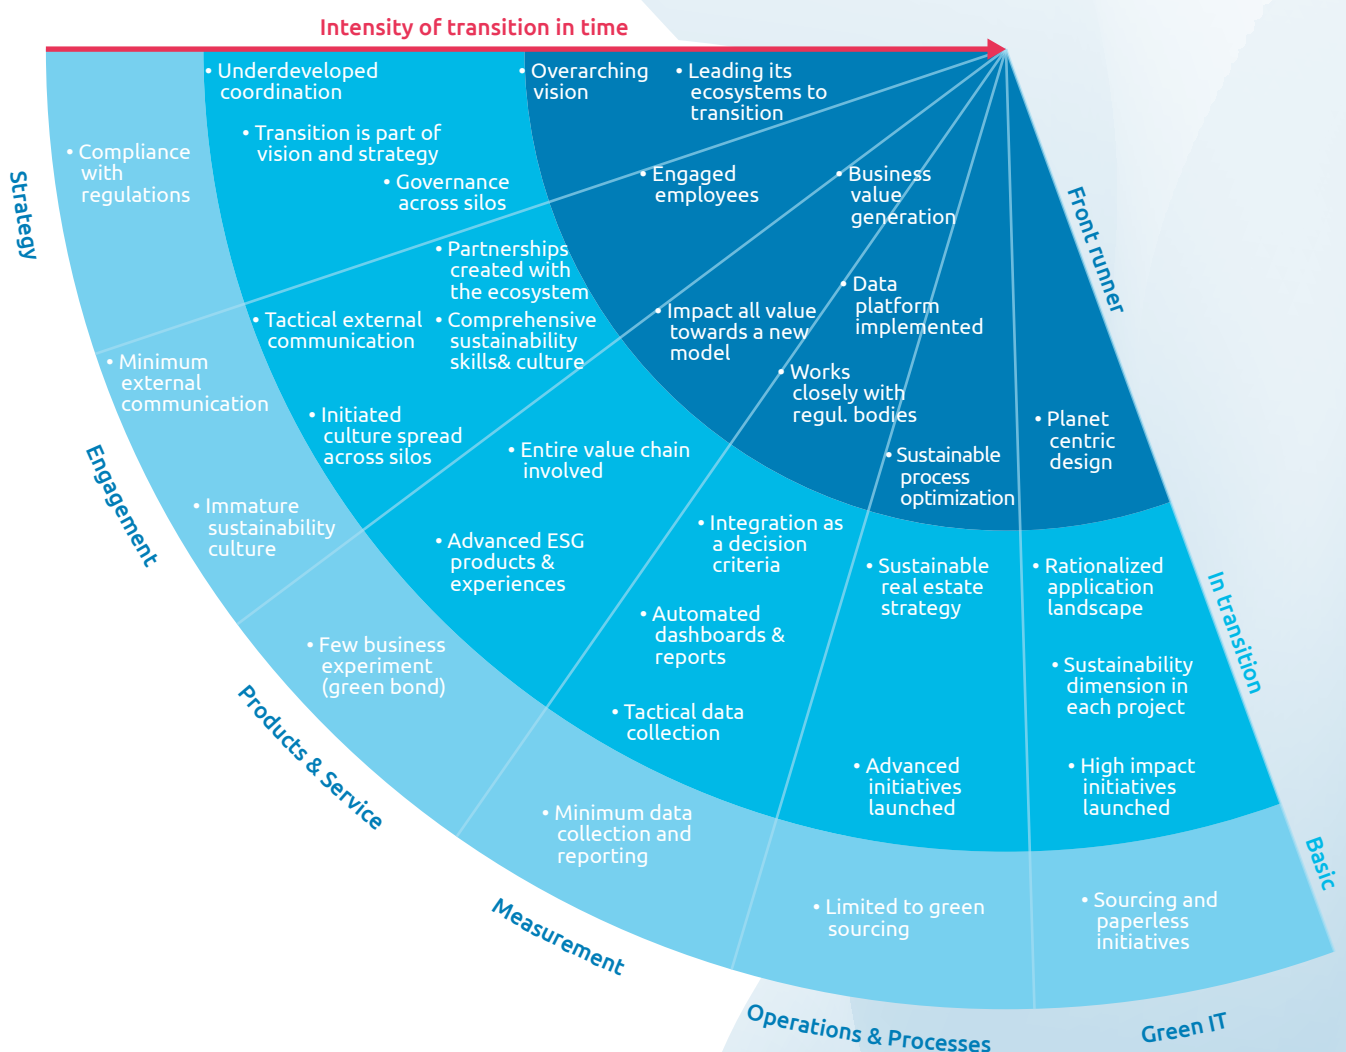 Intensity of transition in time
Strategy
• Compliance
with
regulations
• Underdeveloped
coordination
• Transition is part of
vision and strategy
• Governance
across silos
• Overarching
vision
• Leading its
ecosystems to
transition
Engagement
• Minimum
external
communication
• Immature
sustainability
culture
• Partnerships
created with
the ecosystem
• Tactical external
communication
• Comprehensive
sustainability
skills& culture
• Initiated
culture spread
across silos
• Engaged
employees
Products & Service
• Few business
experiment
(green bond)
• Entire value chain
involved
• Advanced ESG
products &
experiences
• Business
value
generation
• Impact all value
towards a new
model
Measurement
• Minimum data
collection and
reporting
• Integration as
a decision
criteria
• Automated
dashboards &
reports
• Tactical data
collection
• Data
platform
implemented
• Works
closely with
regul. bodies
Operations & Processes
• Limited to green
sourcing
• Sustainable
real estate
strategy
• Advanced
initiatives
launched
• Sustainable
process
optimization
Green IT
• Sourcing and
paperless
initiatives
• Rationalized
application
landscape
• Sustainability
dimension in
each project
• High impact
initiatives
launched
• Planet
centric
design
Front runner
In transition
Basic